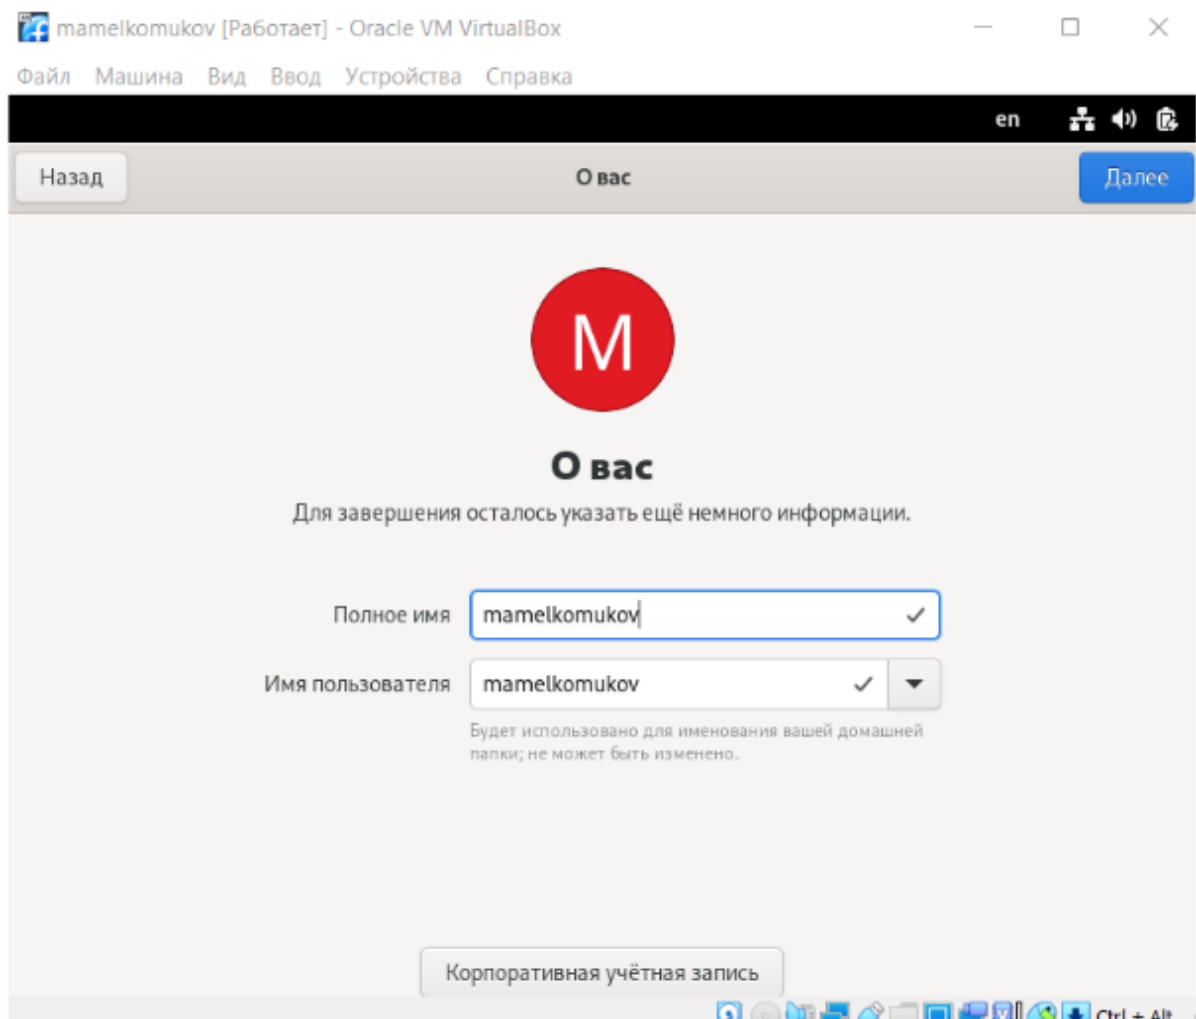 mamelkomukov [Работает] - Oracle VM VirtualBox
Файл Машина Вид Ввод Устройства Справка
en
Назад О вас Далее
M
О вас
Для завершения осталось указать ещё немного информации.
Полное имя mamelkomukov
Имя пользователя mamelkomukov
Будет использовано для именования вашей домашней
папки; не может быть изменено.
Корпоративная учётная запись
Ctrl + Alt